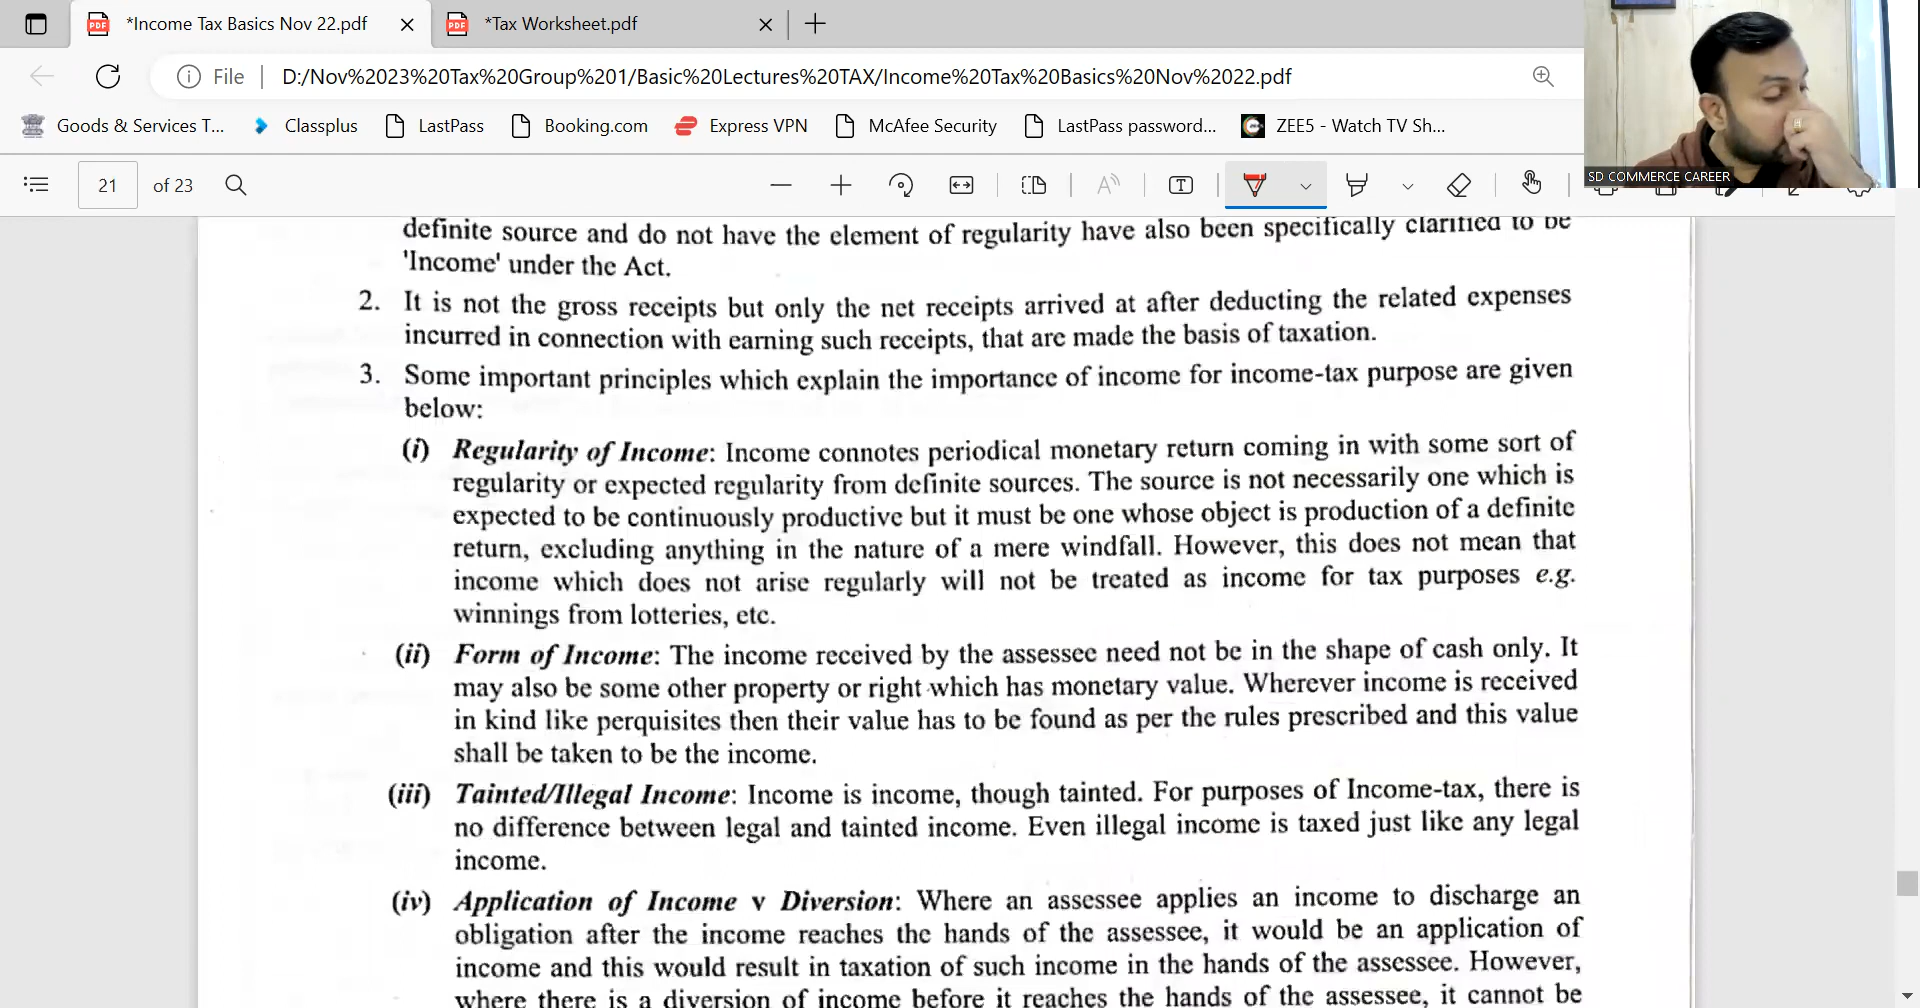 *Income Tax Basics Nov 22.pdf
*Tax Worksheet.pdf
File
D:/Nov%2023%20Tax%20Group%201/Basic%20Lectures%20TAX/Income%20Tax%20Basics%20Nov%2022.pdf
Goods & Services T...
Classplus
LastPass
Booking.com
Express VPN
McAfee Security
LastPass password...
ZEE5 - Watch TV Sh...
SD COMMERCE CAREER
21 of 23
definite source and do not have the element of regularity have also been specifically clarified to be
'Income' under the Act.
2. It is not the gross receipts but only the net receipts arrived at after deducting the related expenses
incurred in connection with earning such receipts, that are made the basis of taxation.
3. Some important principles which explain the importance of income for income-tax purpose are given
below:
(i) Regularity of Income: Income connotes periodical monetary return coming in with some sort of
regularity or expected regularity from definite sources. The source is not necessarily one which is
expected to be continuously productive but it must be one whose object is production of a definite
return, excluding anything in the nature of a mere windfall. However, this does not mean that
income which does not arise regularly will not be treated as income for tax purposes e.g.
winnings from lotteries, etc.
(ii) Form of Income: The income received by the assessee need not be in the shape of cash only. It
may also be some other property or right which has monetary value. Wherever income is received
in kind like perquisites then their value has to be found as per the rules prescribed and this value
shall be taken to be the income.
(iii) Tainted/Illegal Income: Income is income, though tainted. For purposes of Income-tax, there is
no difference between legal and tainted income. Even illegal income is taxed just like any legal
income.
(iv) Application of Income v Diversion: Where an assessee applies an income to discharge an
obligation after the income reaches the hands of the assessee, it would be an application of
income and this would result in taxation of such income in the hands of the assessee. However,
where there is a diversion of income before it reaches the hands of the assessee, it cannot be